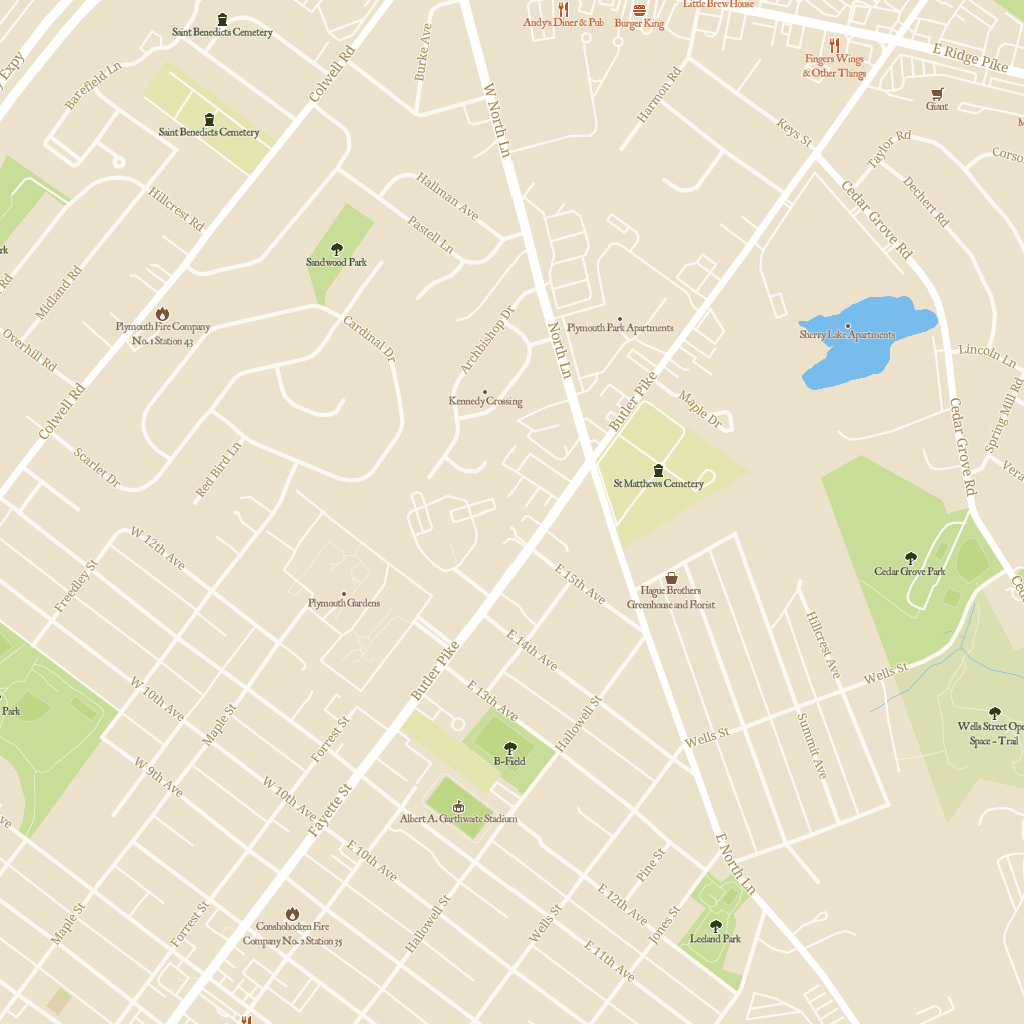 Little BrewHouse
Andy's Diner & Pub
Burger King
Saint Benedicts Cemetery
E Ridge Pike
Expy
Fingers Wings
& Other Things
Burke Ave
Colwell Rd
Barefield Ln
Harmon Rd
Giant
W North Ln
Saint Benedicts Cemetery
Keys St
Taylor Rd
Corso
Hallman Ave
Hillcrest Rd
Dechert Rd
Cedar Grove Rd
Pastell Ln
Sandwood Park
rk
Midland Rd
Rd
Plymouth Fire Company
No. 1 Station 43
Plymouth Park Apartments
Sherry Lake Apartments
Archbishop Dr
Cardinal Dr
North Ln
Overhill Rd
Lincoln Ln
Kennedy Crossing
Butler Pike
Maple Dr
Colwell Rd
Spring Mill Rd
Cedar Grove Rd
Scarlet Dr
Red Bird Ln
St Matthews Cemetery
Vera
W 12th Ave
Cedar Grove Park
Freedley St
E 15th Ave
Hague Brothers
Greenhouse and Florist
Plymouth Gardens
Ced
E 14th Ave
Hillcrest Ave
Butler Pike
Wells St
W 10th Ave
E 13th Ave
Park
Maple St
Hallowell St
Wells Street Ope
Space - Trail
Forrest St
Wells St
Summit Ave
B-Field
W 9th Ave
W 10th Ave
Fayette St
Albert A. Garthwaite Stadium
E 10th Ave
E North Ln
Pine St
E 12th Ave
Maple St
Forrest St
Conshohocken Fire
Company No. 2 Station 35
Hallowell St
Wells St
Jones St
Leeland Park
E 11th Ave